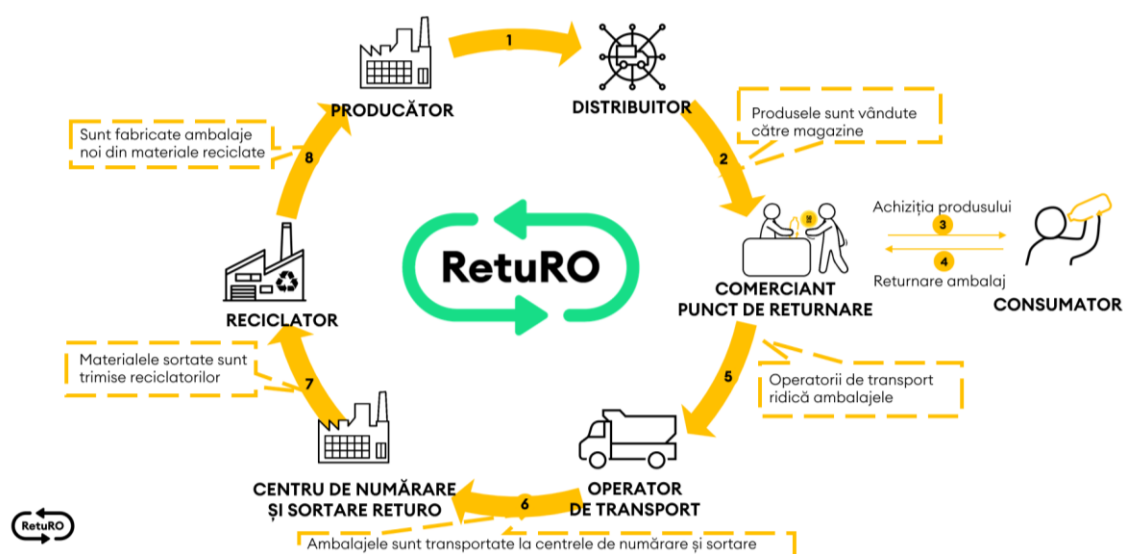 1
PRODUCĂTOR
DISTRIBUITOR
Produsele sunt vândute
către magazine
2
Sunt fabricate ambalaje
noi din materiale reciclate
8
Achiziția produsului
3
4
Returnare ambalaj
CONSUMATOR
RetuRO
COMERCIANT
PUNCT DE RETURNARE
RECICLATOR
Materialele sortate sunt
trimise reciclatorilor
7
5
Operatorii de transport
ridică ambalajele
CENTRU DE NUMĂRARE
ȘI SORTARE RETURO
6
OPERATOR
DE TRANSPORT
RetuRO
Ambalajele sunt transportate la centrele de numărare și sortare